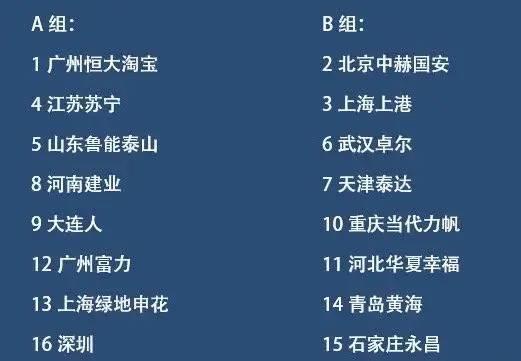 A 组：
1 广州恒大淘宝
4 江苏苏宁
5 山东鲁能泰山
8 河南建业
9 大连人
12 广州富力
13 上海绿地申花
16 深圳
B 组：
2 北京中赫国安
3 上海上港
6 武汉卓尔
7 天津泰达
10 重庆当代力帆
11 河北华夏幸福
14 青岛黄海
15 石家庄永昌